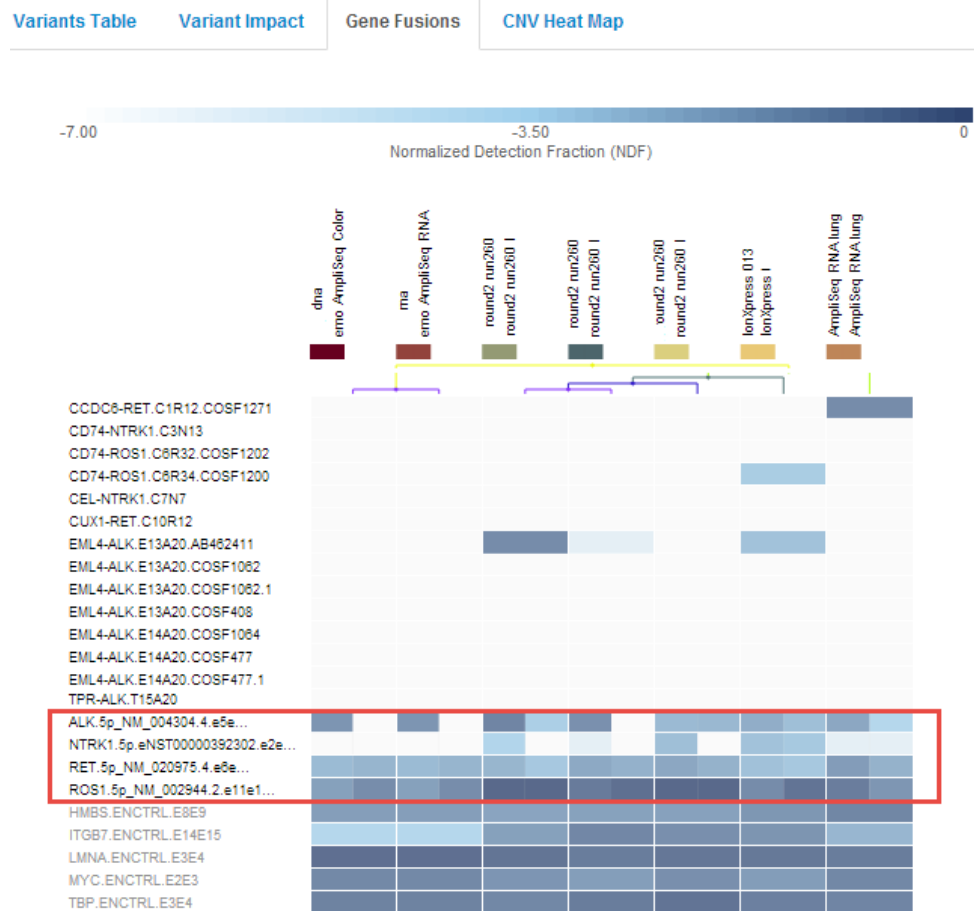 Variants Table Variant Impact Gene Fusions CNV Heat Map
-7.00 -3.50 0
Normalized Detection Fraction (NDF)
dna
emo AmpliSeq Color
rna
emo AmpliSeq RNA
round2 run260
round2 run260 I
round2 run260
round2 run260 I
ound2 run260
round2 run260 I
IonXpress 013
IonXpress I
AmpliSeq RNA lung
AmpliSeq RNA lung
CCDC6-RET.C1R12.COSF1271
CD74-NTRK1.C3N13
CD74-ROS1.C6R32.COSF1202
CD74-ROS1.C6R34.COSF1200
CEL-NTRK1.C7N7
CUX1-RET.C10R12
EML4-ALK.E13A20.AB462411
EML4-ALK.E13A20.COSF1062
EML4-ALK.E13A20.COSF1062.1
EML4-ALK.E13A20.COSF408
EML4-ALK.E14A20.COSF1064
EML4-ALK.E14A20.COSF477
EML4-ALK.E14A20.COSF477.1
TPR-ALK.T15A20
ALK.5p_NM_004304.4.e5e...
NTRK1.5p.eNST00000392302.e2e...
RET.5p_NM_020975.4.e6e...
ROS1.5p_NM_002944.2.e11e1...
HMBS.ENCTRL.E8E9
ITGB7.ENCTRL.E14E15
LMNA.ENCTRL.E3E4
MYC.ENCTRL.E2E3
TBP.ENCTRL.E3E4